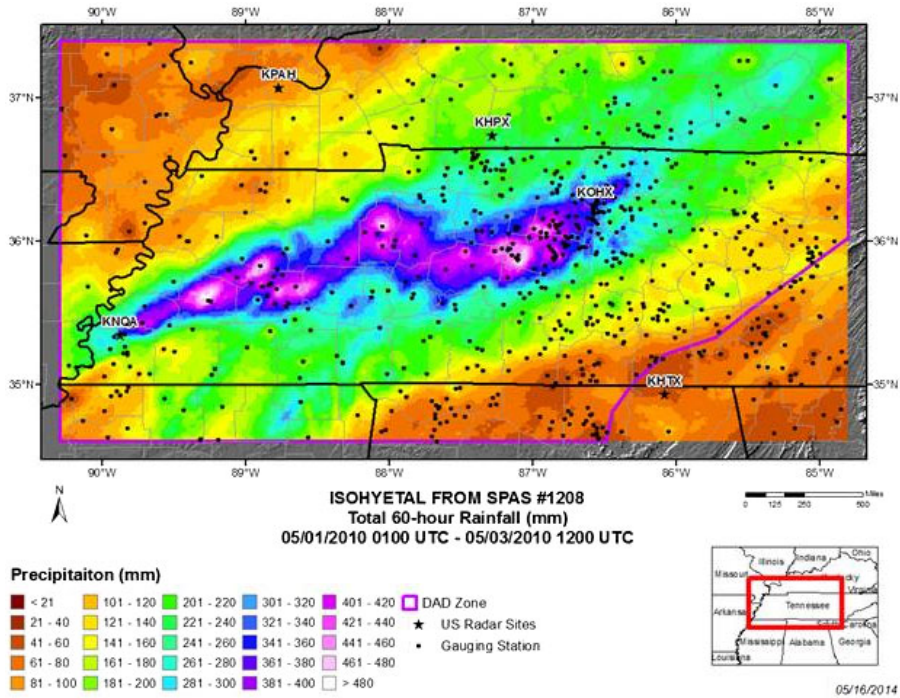 90°W 89°W 88°W 87°W 86°W 85°W
KPAH
37°N 37°N
KHPX
KOHX
36°N 36°N
KNQA
35°N 35°N
KHTX
90°W 89°W 88°W 87°W 86°W 85°W
N
ISOHYETAL FROM SPAS #1208
Total 60-hour Rainfall (mm)
05/01/2010 0100 UTC - 05/03/2010 1200 UTC
Miles
0 125 250 500
Precipitaiton (mm)
< 21 101 - 120 201 - 220 301 - 320 401 - 420 DAD Zone
21 - 40 121 - 140 221 - 240 321 - 340 421 - 440 US Radar Sites
41 - 60 141 - 160 241 - 260 341 - 360 441 - 460 Gauging Station
61 - 80 161 - 180 261 - 280 361 - 380 461 - 480
81 - 100 181 - 200 281 - 300 381 - 400 > 480
Illinois Indiana Ohio
Missouri
Tennessee
Mississippi Alabama Georgia
Louisiana
05/16/2014